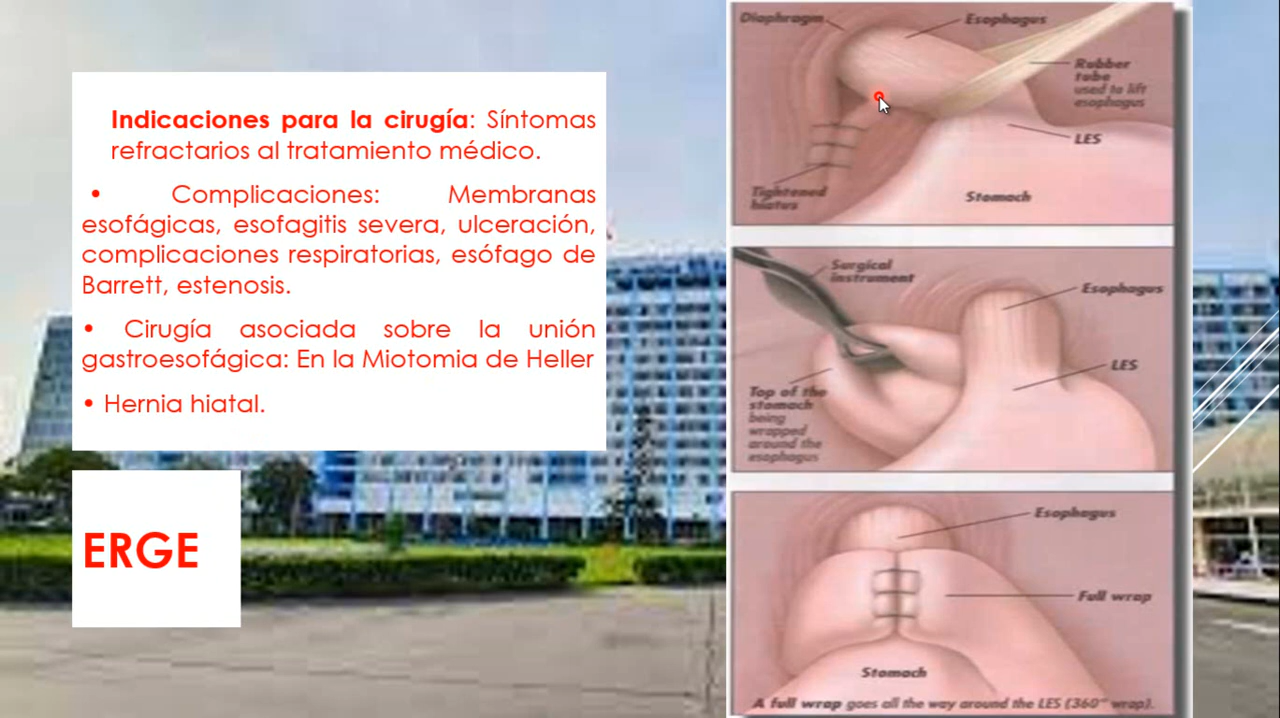 Indicaciones para la cirugía: Síntomas
refractarios al tratamiento médico.
• Complicaciones: Membranas
esofágicas, esofagitis severa, ulceración,
complicaciones respiratorias, esófago de
Barrett, estenosis.
• Cirugía asociada sobre la unión
gastroesofágica: En la Miotomia de Heller
• Hernia hiatal.
ERGE
Diaphragm
Esophagus
Rubber
tube
used to lift
esophagus
LES
Tightened
hiatus
Stomach
Surgical
instrument
Esophagus
LES
Top of the
stomach
being
wrapped
around the
esophagus
Esophagus
Full wrap
Stomach
A full wrap goes all the way around the LES (360° wrap).